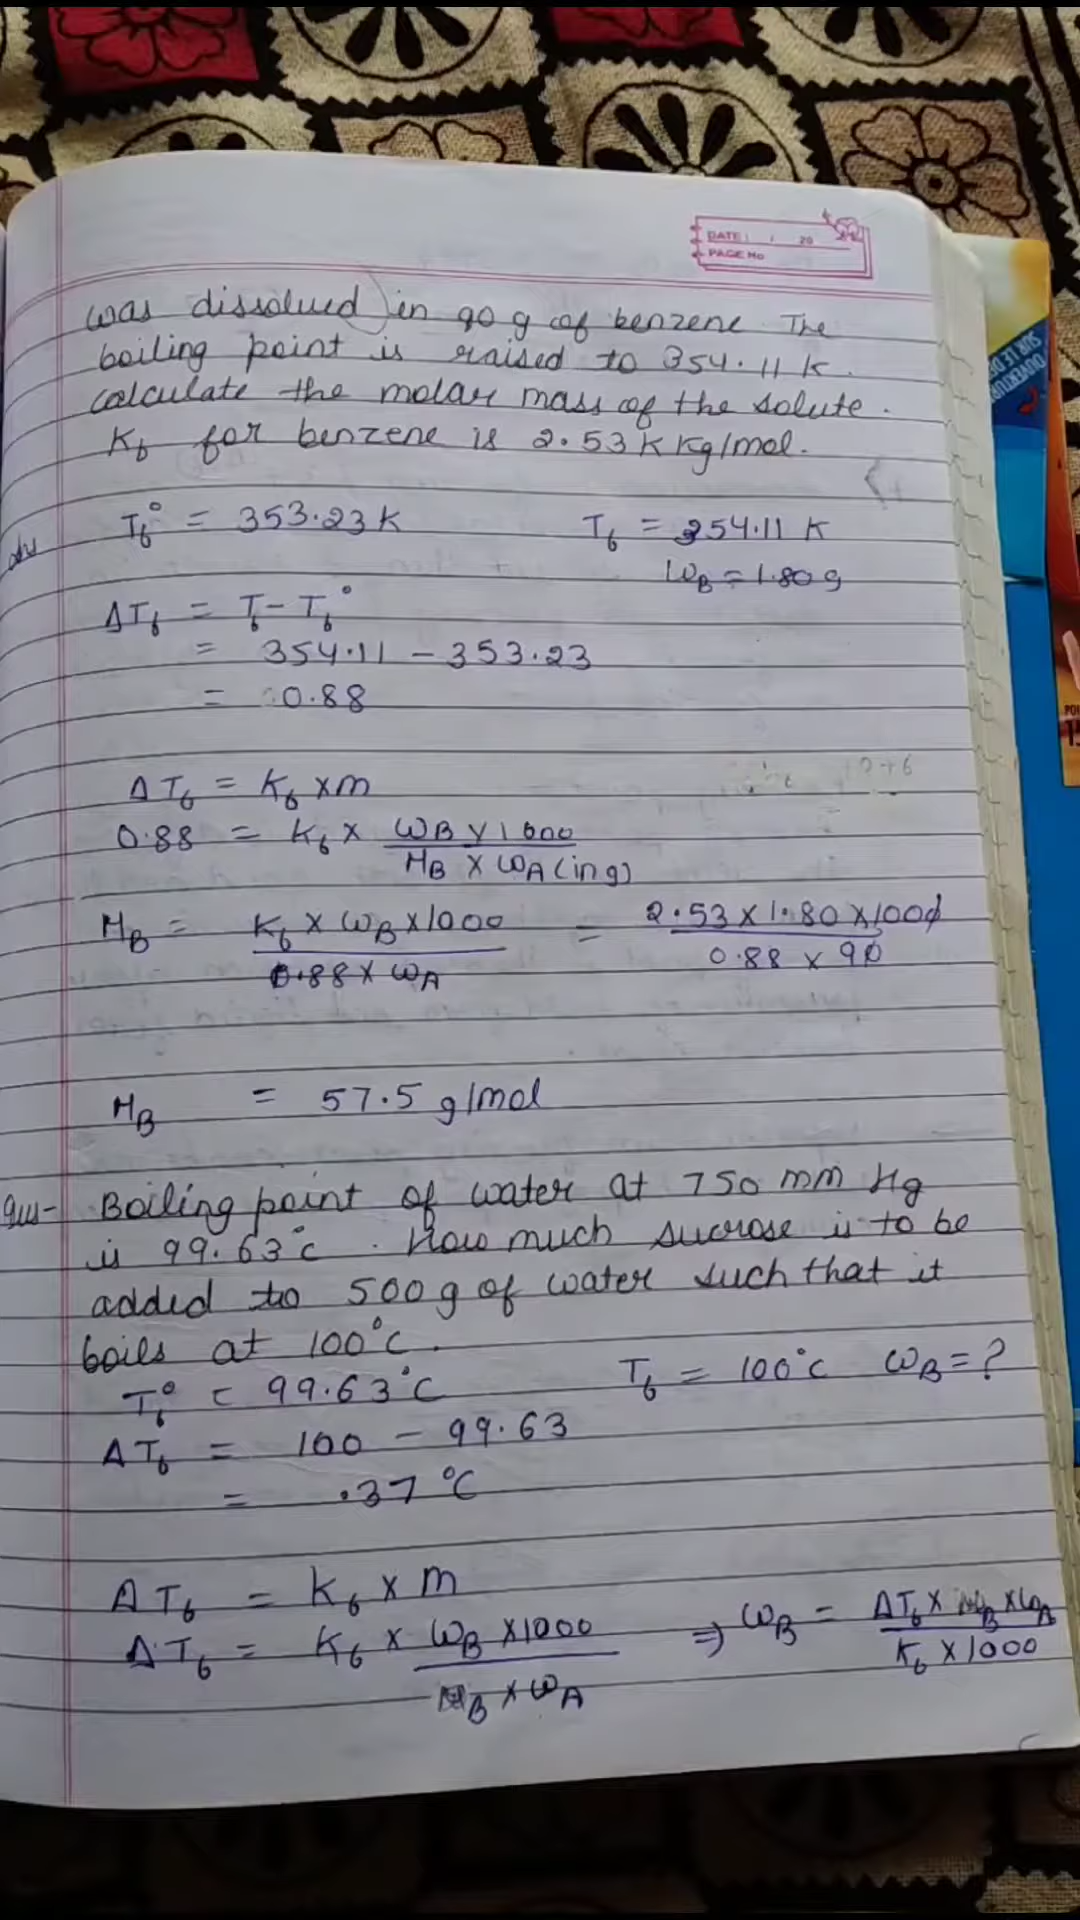 DATE: 20
PAGE No
was dissolved in 90 g of benzene The
boiling point is raised to 354.11 K.
calculate the molar mass of the solute.
Kb for benzene is 2.53 K Kg/mol.
Tb° = 353.23 K Tb = 354.11 K
WB = 1.80 g
ΔTb = Tb - Tb°
= 354.11 - 353.23
= 0.88
ΔTb = Kb × m
0.88 = Kb × WB × 1000 / MB × WA (in g)
MB = Kb × WB × 1000 / 0.88 × WA = 2.53 × 1.80 × 1000 / 0.88 × 90
MB = 57.5 g/mol
Ques- Boiling point of water at 750 mm Hg
is 99.63°C. How much sucrose is to be
added to 500 g of water such that it
boils at 100°C.
Tb° = 99.63°C Tb = 100°C WB = ?
ΔTb = 100 - 99.63
= .37°C
ΔTb = Kb × m
ΔTb = Kb × WB × 1000 / MB × WA ⇒ WB = ΔTb × MB × WA / Kb × 1000